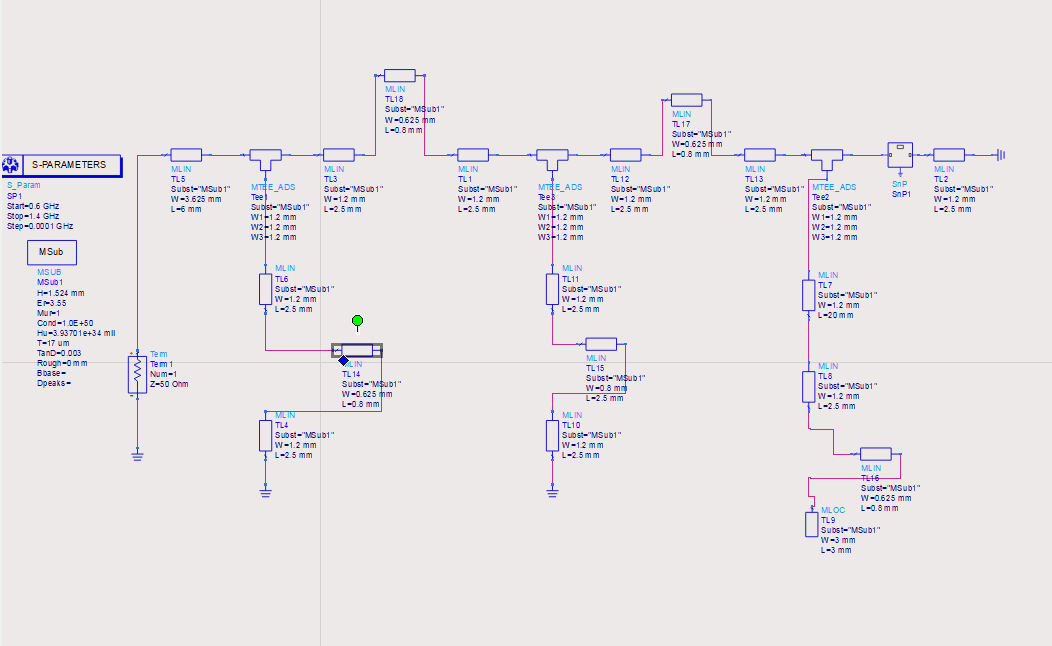 MLIN
TL18
Subst="MSub1"
W=0.625 mm
L=0.8 mm
MLIN
TL17
Subst="MSub1"
W=0.625 mm
L=0.8 mm
S-PARAMETERS
S_Param
SP1
Start=0.6 GHz
Stop=1.4 GHz
Step=0.0001 GHz
MLIN
TL5
Subst="MSub1"
W=3.625 mm
L=6 mm
MTEE_ADS
Subst="MSub1"
W1=1.2 mm
W2=1.2 mm
W3=1.2 mm
MLIN
TL3
Subst="MSub1"
W=1.2 mm
L=2.5 mm
MLIN
TL1
Subst="MSub1"
W=1.2 mm
L=2.5 mm
MTEE_ADS
Subst="MSub1"
W1=1.2 mm
W2=1.2 mm
W3=1.2 mm
MLIN
TL12
Subst="MSub1"
W=1.2 mm
L=2.5 mm
MLIN
TL13
Subst="MSub1"
W=1.2 mm
L=2.5 mm
MTEE_ADS
Tee2
Subst="MSub1"
W1=1.2 mm
W2=1.2 mm
W3=1.2 mm
SnP
SnP1
MLIN
TL2
Subst="MSub1"
W=1.2 mm
L=2.5 mm
MSub
MSUB
MSub1
H=1.524 mm
Er=3.55
Mur=1
Cond=1.0E+50
Hu=3.93701e+34 mil
T=17 um
TanD=0.003
Rough=0 mm
Bbase=
Dpeaks=
MLIN
TL6
Subst="MSub1"
W=1.2 mm
L=2.5 mm
MLIN
TL11
Subst="MSub1"
W=1.2 mm
L=2.5 mm
MLIN
TL7
Subst="MSub1"
W=1.2 mm
L=20 mm
Term
Term1
Num=1
Z=50 Ohm
MLIN
TL14
Subst="MSub1"
W=0.625 mm
L=0.8 mm
MLIN
TL15
Subst="MSub1"
W=0.8 mm
L=2.5 mm
MLIN
TL8
Subst="MSub1"
W=1.2 mm
L=2.5 mm
MLIN
TL4
Subst="MSub1"
W=1.2 mm
L=2.5 mm
MLIN
TL10
Subst="MSub1"
W=1.2 mm
L=2.5 mm
MLIN
TL16
Subst="MSub1"
W=0.625 mm
L=0.8 mm
MLOC
TL9
Subst="MSub1"
W=3 mm
L=3 mm